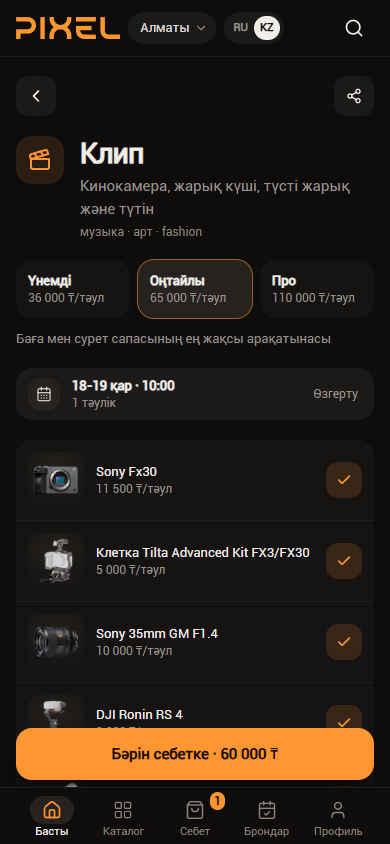 PIXEL
Алматы
RU KZ
Клип
Кинокамера, жарық күші, түсті жарық
және түтін
музыка · арт · fashion
Үнемді
36 000 ₸/тәул
Оңтайлы
65 000 ₸/тәул
Про
110 000 ₸/тәул
Баға мен сурет сапасының ең жақсы арақатынасы
18-19 қар · 10:00
1 тәулік
Өзгерту
Sony Fx30
11 500 ₸/тәул
Клетка Tilta Advanced Kit FX3/FX30
5 000 ₸/тәул
Sony 35mm GM F1.4
10 000 ₸/тәул
DJI Ronin RS 4
Бәрін себетке · 60 000 ₸
1
Басты
Каталог
Себет
Брондар
Профиль